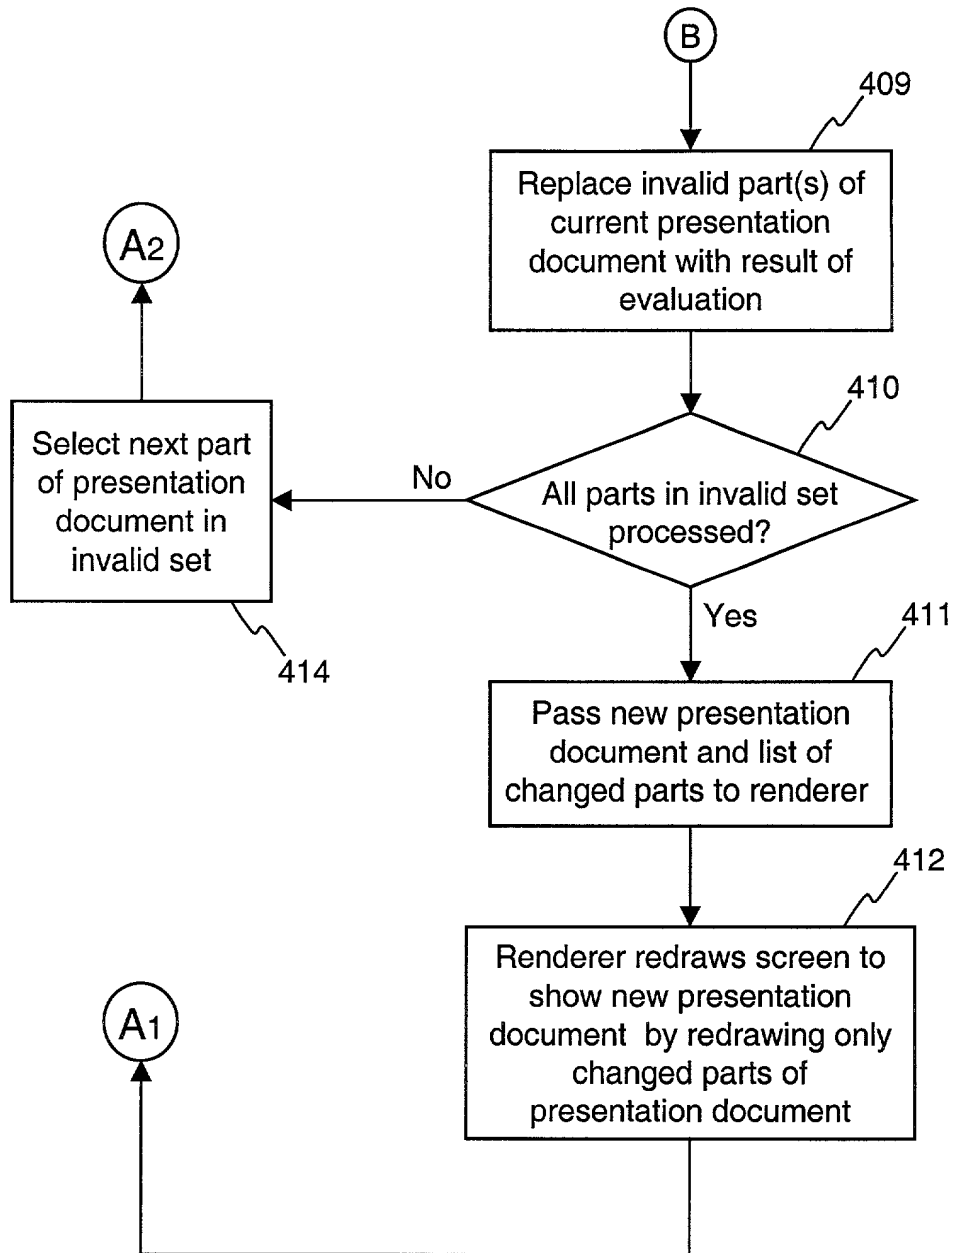 B
409
Replace invalid part(s) of
current presentation
document with result of
evaluation
A2
410
Select next part
of presentation
document in
invalid set
No
All parts in invalid set
processed?
414
Yes
411
Pass new presentation
document and list of
changed parts to renderer
412
Renderer redraws screen to
show new presentation
document by redrawing only
changed parts of
presentation document
A1